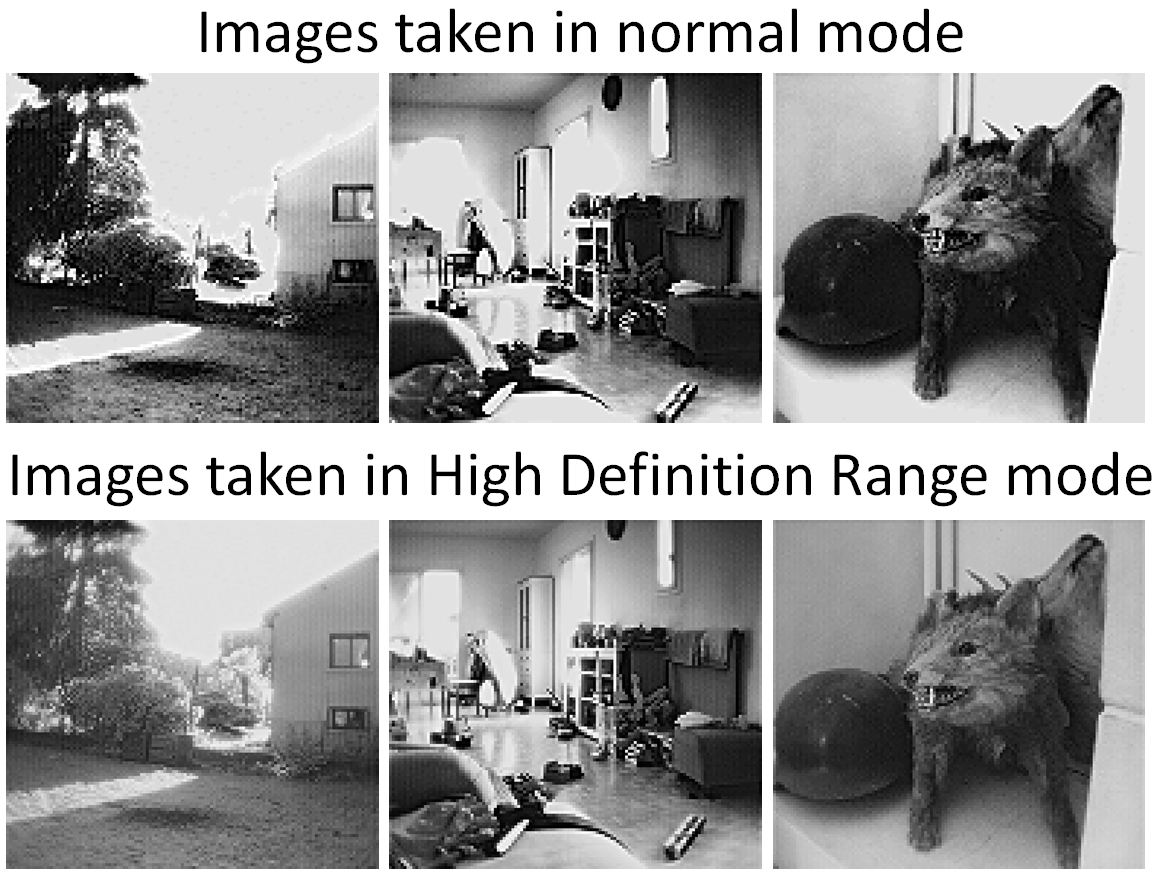 Images taken in normal mode
Images taken in High Definition Range mode